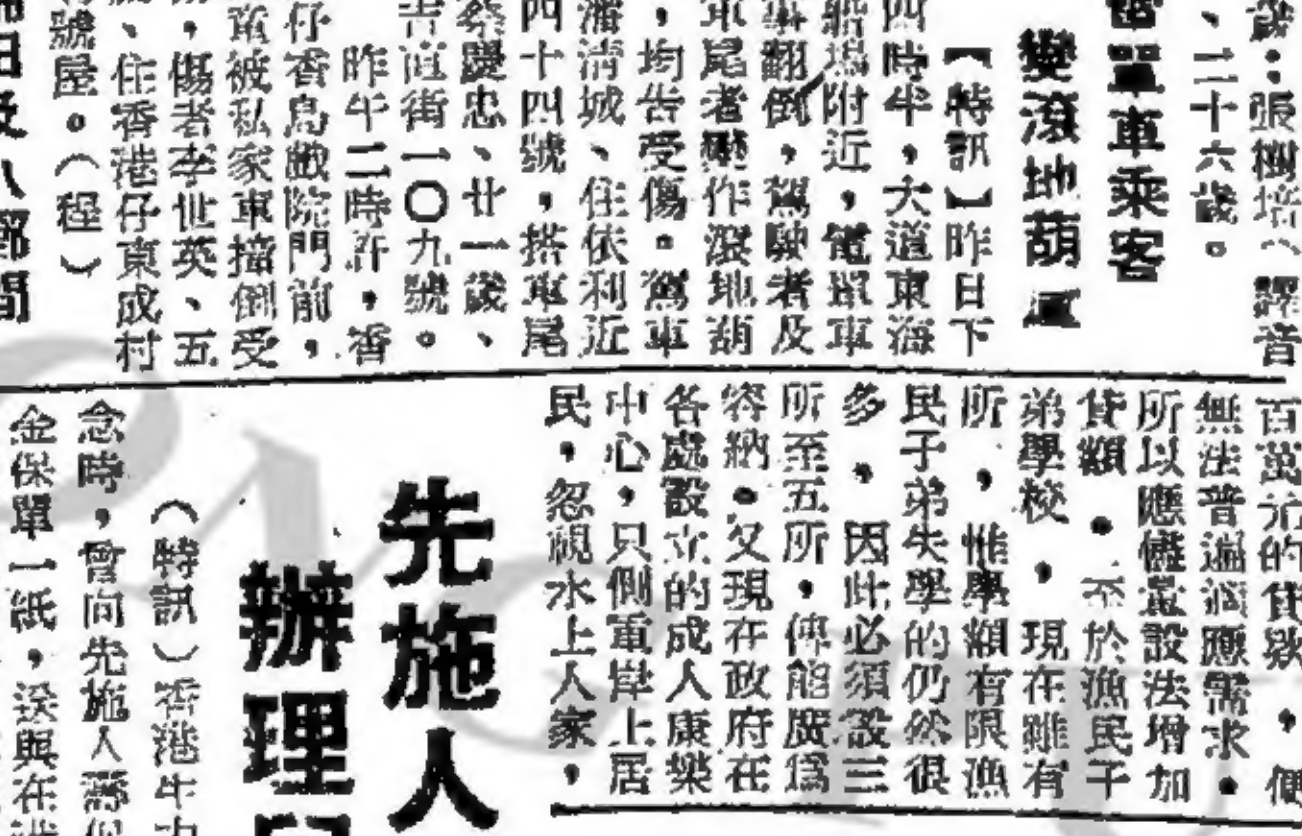 歲：張樹培（譯音
、二十六歲。
單車乘客
變滾地葫蘆
【特訊】昨日下
四時半，大道東海
軍船塢附近，電單車
翻倒，駕駛者及
車尾者變作滾地葫
，均告受傷。駕車
潘清城、住依利近
四十四號，搭車尾
蔡慶忠、廿一歲、
吉直街一〇九號。
昨午二時許，香
仔香島戲院門前，
童被私家車撞倒受
，傷者李世英、五
、住香港仔東成村
號屋。（程）
百萬元的貸款，便
無法普遍適應需求。
所以應儘量設法增加
貸額。至於漁民子
弟學校，現在雖有
所，惟學額有限漁
民子弟失學的仍然很
多，因此必須設三
所至五所，俾能廣為
容納。又現在政府在
各處設立的成人康樂
中心，只側重岸上居
民，忽視水上人家，
先施人
辦理
（特訊）香港牛
念時，曾向先施人壽保
金保單一紙，送與在